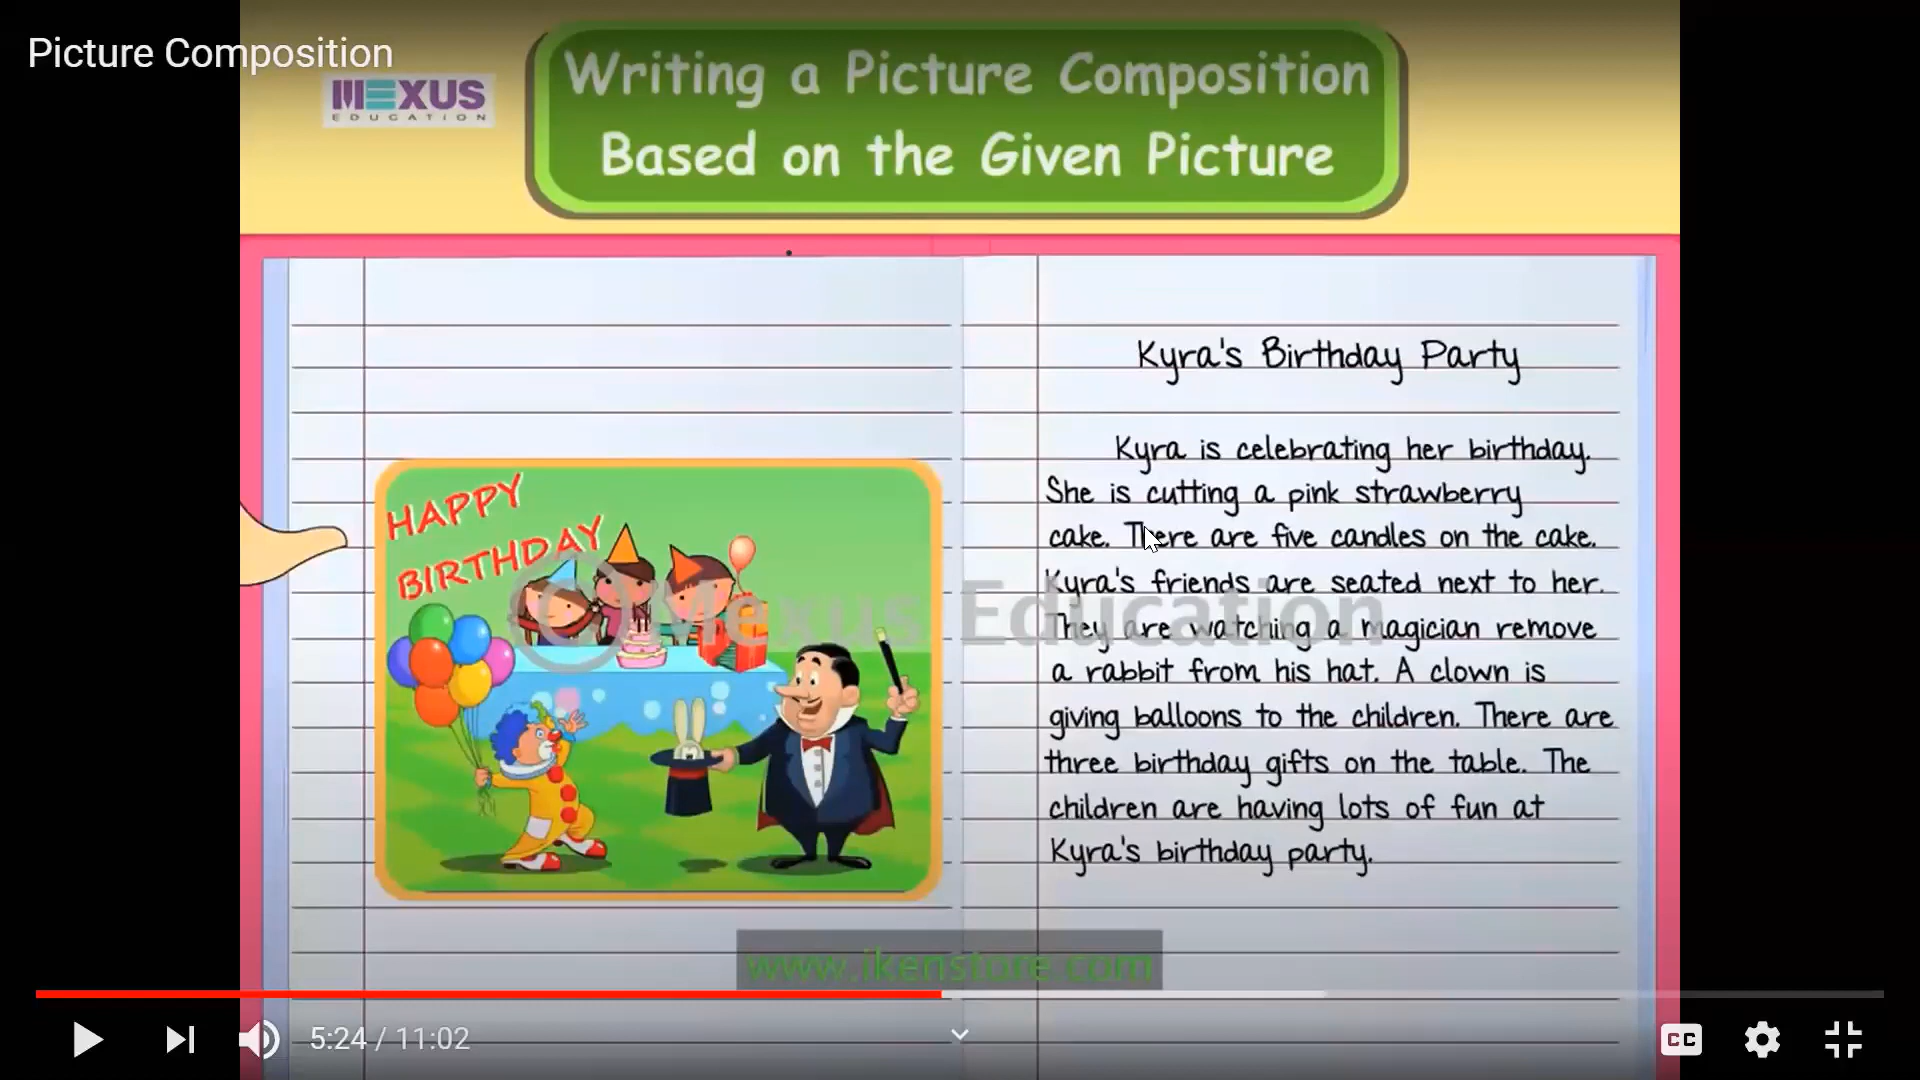 Picture Composition
MEXUS
EDUCATION
Writing a Picture Composition
Based on the Given Picture
HAPPY
BIRTHDAY
Kyra's Birthday Party
Kyra is celebrating her birthday.
She is cutting a pink strawberry
cake. There are five candles on the cake.
Kyra's friends are seated next to her.
They are watching a magician remove
a rabbit from his hat. A clown is
giving balloons to the children. There are
three birthday gifts on the table. The
children are having lots of fun at
Kyra's birthday party.
© Mexus Education
www.ikenstore.com
5:24 / 11:02
CC